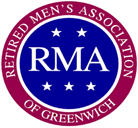 RETIRED MEN'S ASSOCIATION
RMA
OF GREENWICH